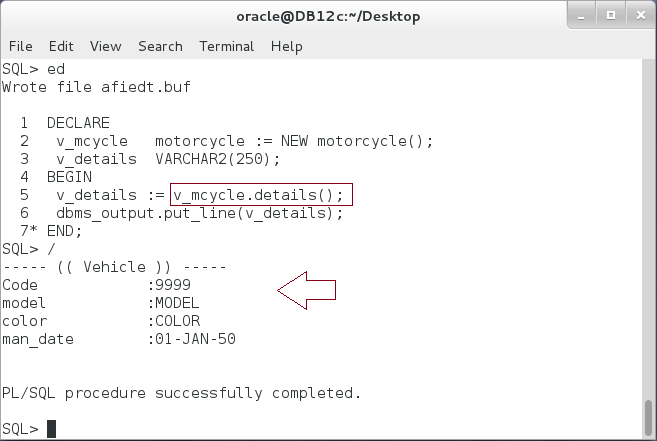 oracle@DB12c:~/Desktop
File Edit View Search Terminal Help
SQL> ed
Wrote file afiedt.buf
1 DECLARE
2 v_mcycle motorcycle := NEW motorcycle();
3 v_details VARCHAR2(250);
4 BEGIN
5 v_details := v_mcycle.details();
6 dbms_output.put_line(v_details);
7* END;
SQL> /
----- (( Vehicle )) -----
Code :9999
model :MODEL
color :COLOR
man_date :01-JAN-50
PL/SQL procedure successfully completed.
SQL>